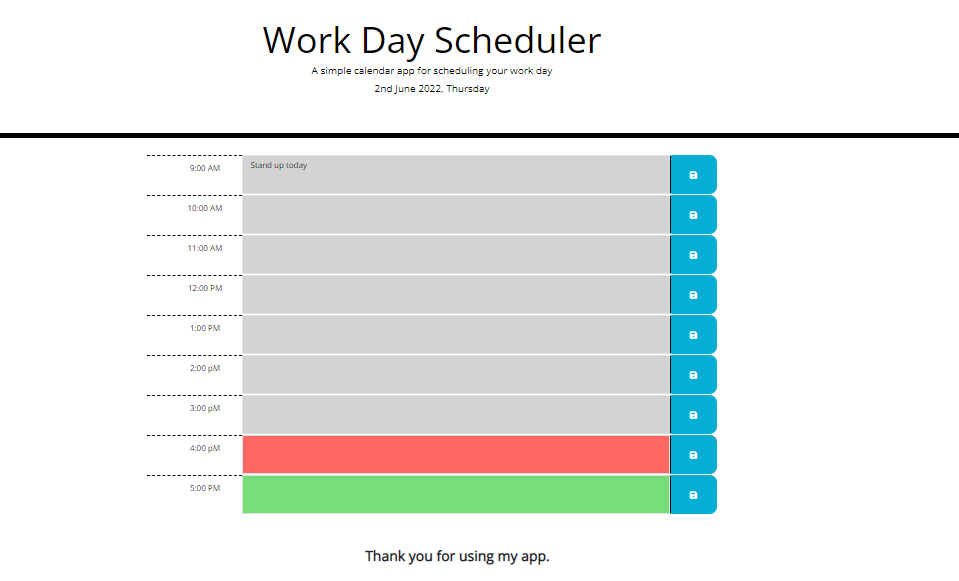 Work Day Scheduler
A simple calendar app for scheduling your work day
2nd June 2022, Thursday
9:00 AM
Stand up today
10:00 AM
11:00 AM
12:00 PM
1:00 PM
2:00 pM
3:00 pM
4:00 pM
5:00 PM
Thank you for using my app.